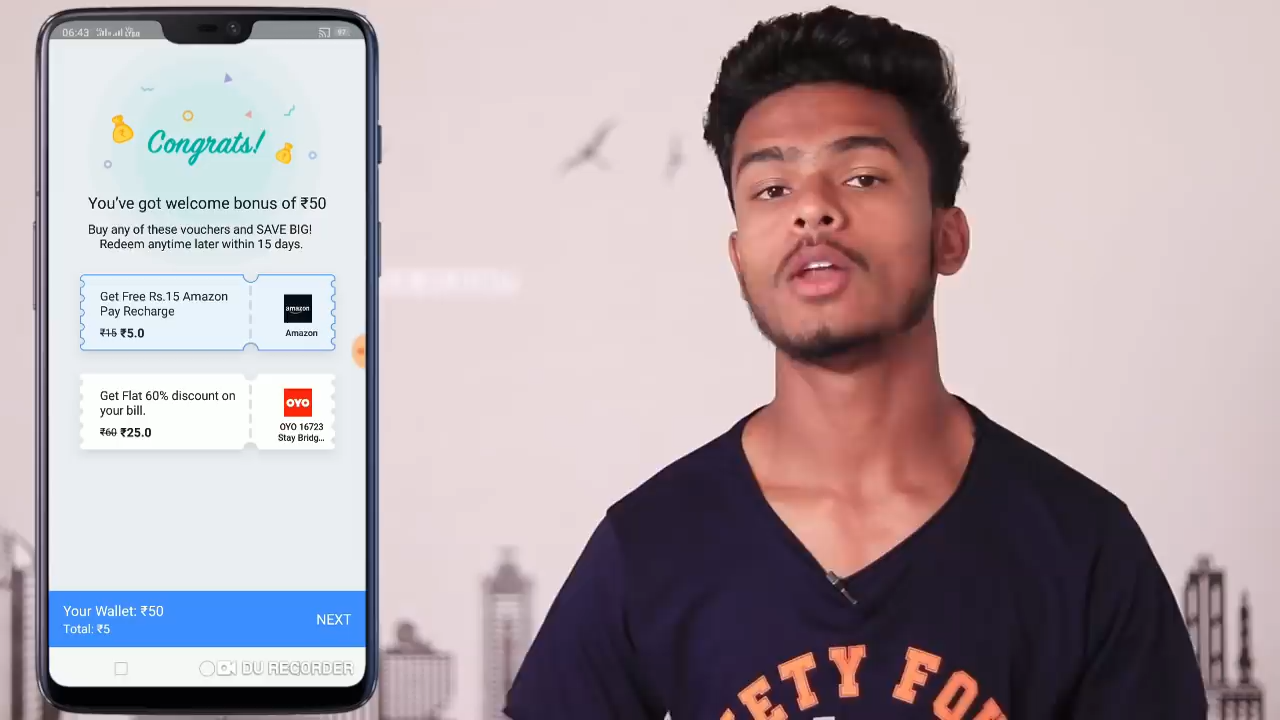 06:43
97
Congrats!
You've got welcome bonus of ₹50
Buy any of these vouchers and SAVE BIG!
Redeem anytime later within 15 days.
Get Free Rs.15 Amazon
Pay Recharge
₹15 ₹5.0
amazon
Amazon
Get Flat 60% discount on
your bill.
₹60 ₹25.0
OYO
OYO 16723
Stay Bridg...
Your Wallet: ₹50
Total: ₹5
NEXT
DU RECORDER
ETY FO